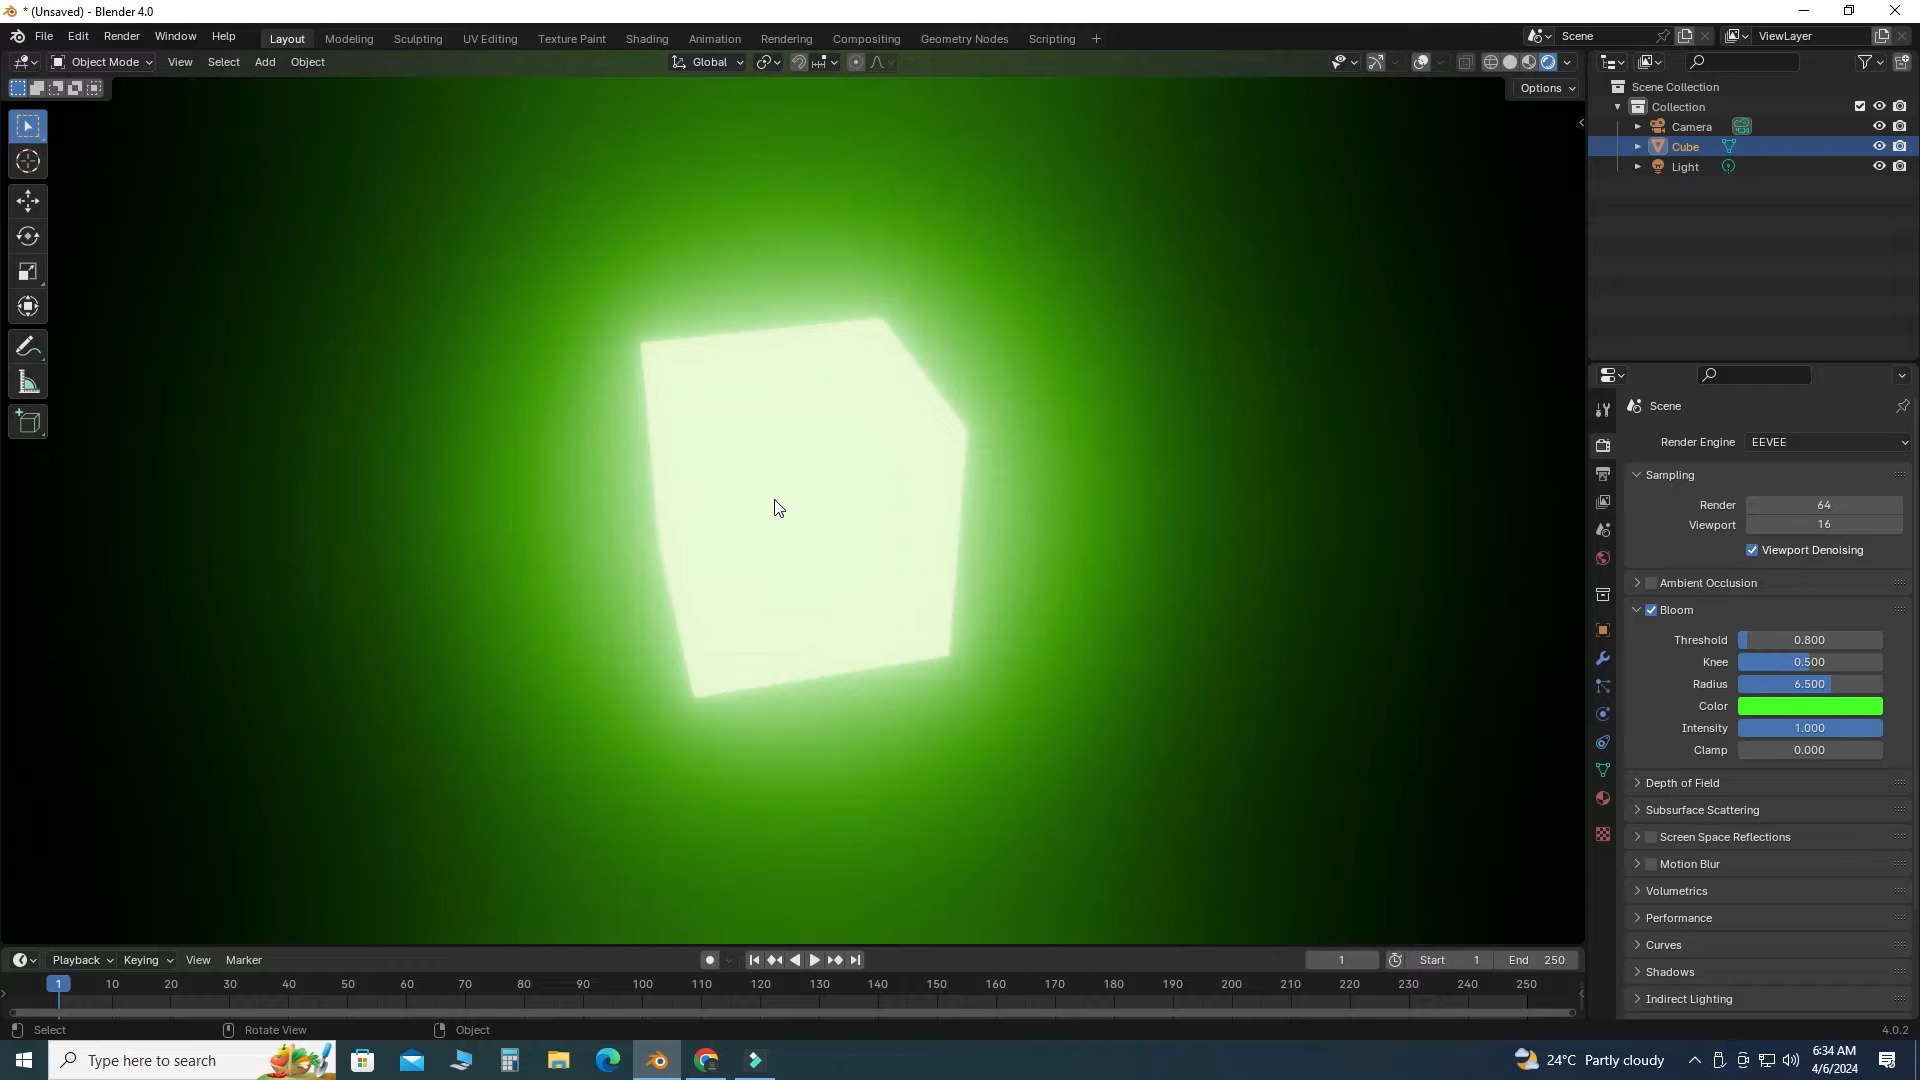 * (Unsaved) - Blender 4.0
File Edit Render Window Help
Layout Modeling Sculpting UV Editing Texture Paint Shading Animation Rendering Compositing Geometry Nodes Scripting +
Scene
ViewLayer
Object Mode View Select Add Object
Global
Options
Scene Collection
Collection
Camera
Cube
Light
Scene
Render Engine EEVEE
Sampling
Render 64
Viewport 16
Viewport Denoising
Ambient Occlusion
Bloom
Threshold 0.800
Knee 0.500
Radius 6.500
Color
Intensity 1.000
Clamp 0.000
Depth of Field
Subsurface Scattering
Screen Space Reflections
Motion Blur
Volumetrics
Performance
Curves
Shadows
Indirect Lighting
Playback Keying View Marker
1 Start 1 End 250
1 10 20 30 40 50 60 70 80 90 100 110 120 130 140 150 160 170 180 190 200 210 220 230 240 250
Select Rotate View Object
4.0.2
Type here to search
24°C Partly cloudy
6:34 AM
4/6/2024